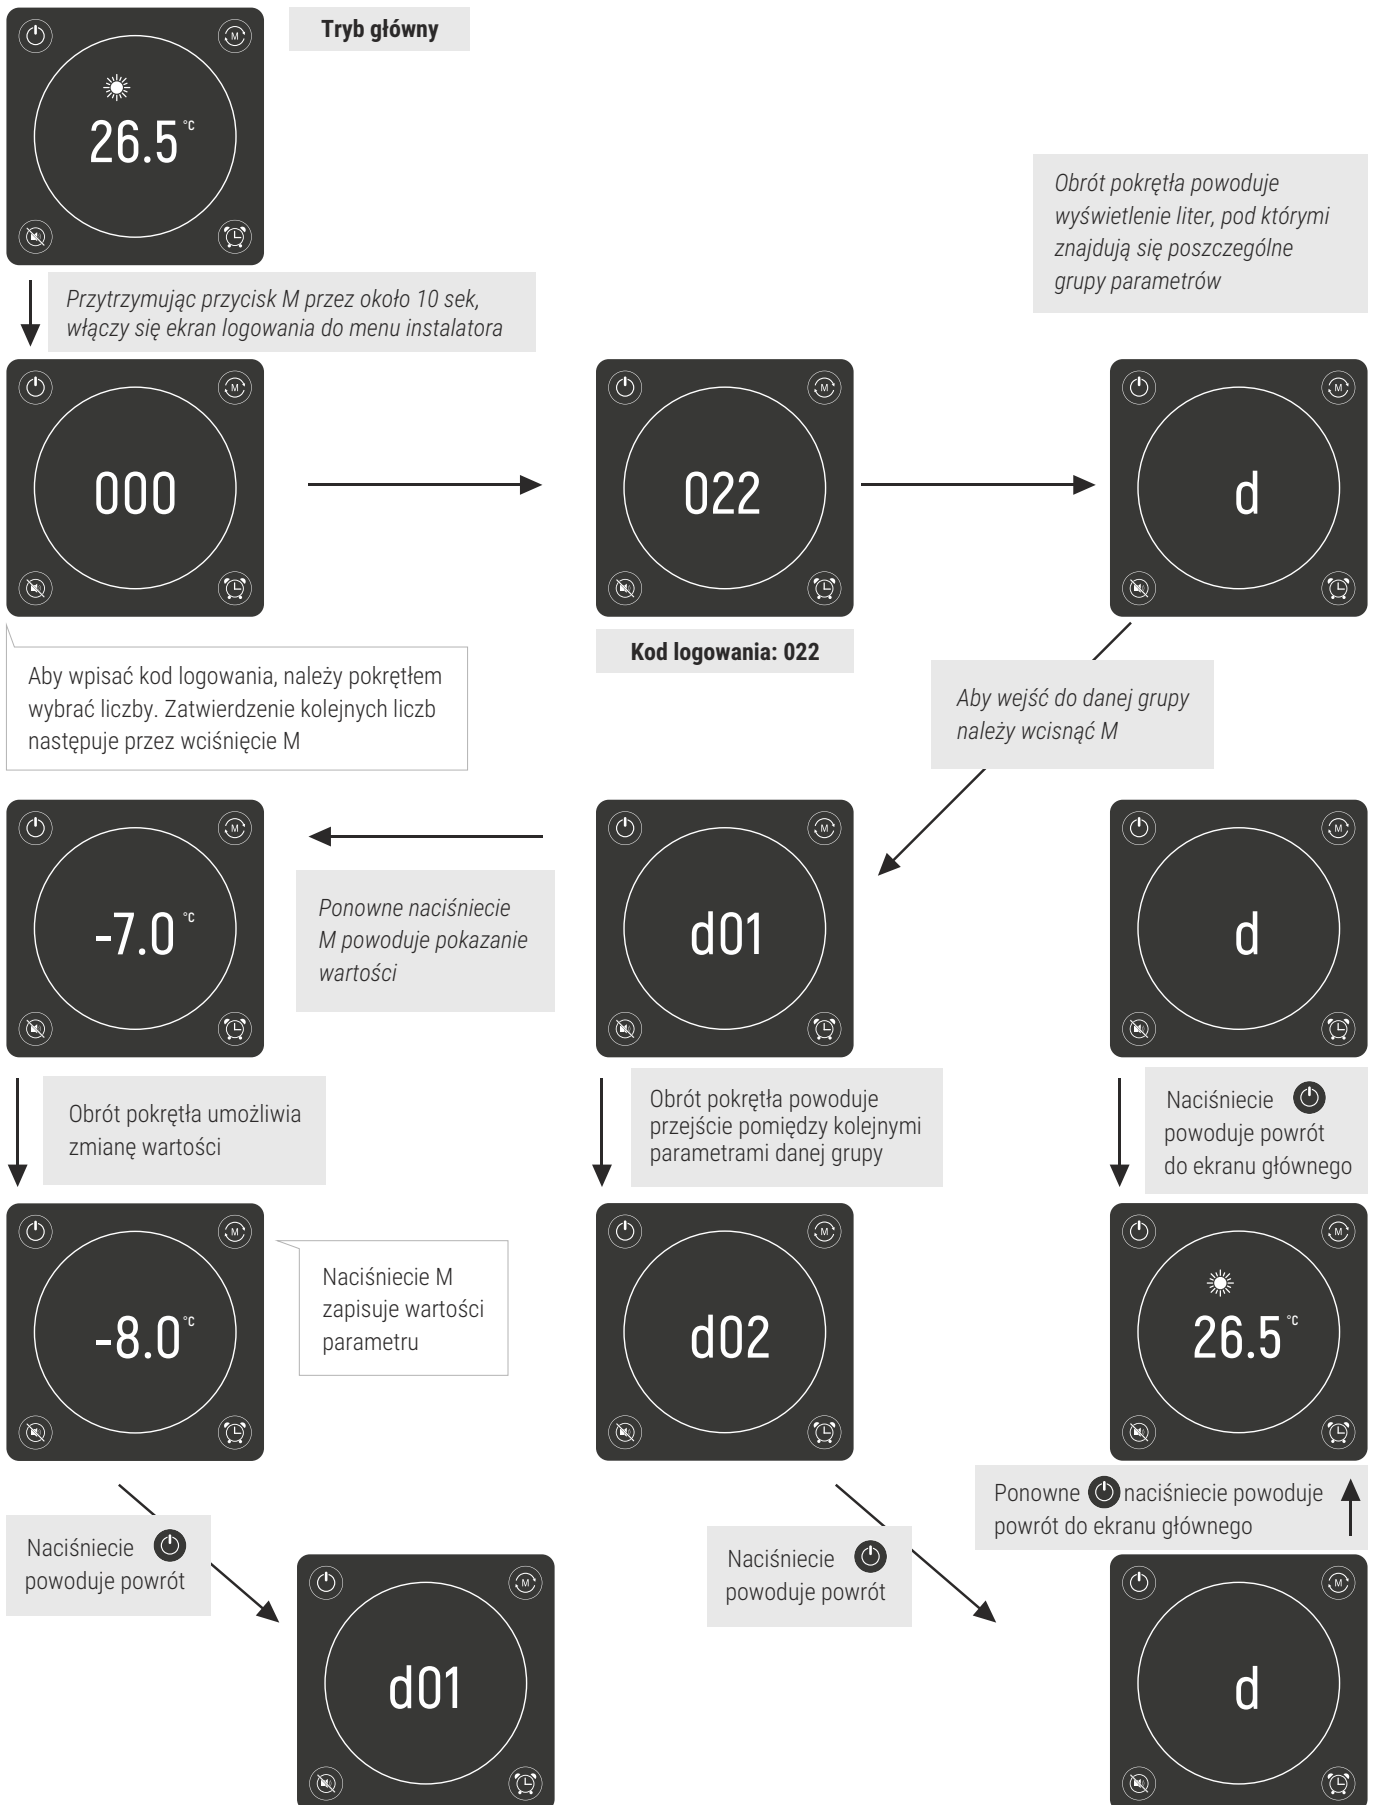 Tryb główny
M
26.5 °C
Obrót pokrętła powoduje
wyświetlenie liter, pod którymi
znajdują się poszczególne
grupy parametrów
Przytrzymując przycisk M przez około 10 sek,
włączy się ekran logowania do menu instalatora
M
000
M
022
M
d
Kod logowania: 022
Aby wpisać kod logowania, należy pokrętłem
wybrać liczby. Zatwierdzenie kolejnych liczb
następuje przez wciśnięcie M
Aby wejść do danej grupy
należy wcisnąć M
M
-7.0 °C
Ponowne naciśniecie
M powoduje pokazanie
wartości
M
d01
M
d
Obrót pokrętła umożliwia
zmianę wartości
Obrót pokrętła powoduje
przejście pomiędzy kolejnymi
parametrami danej grupy
Naciśniecie
powoduje powrót
do ekranu głównego
M
-8.0 °C
Naciśniecie M
zapisuje wartości
parametru
M
d02
M
26.5 °C
Ponowne naciśniecie powoduje
powrót do ekranu głównego
Naciśniecie
powoduje powrót
M
d01
Naciśniecie
powoduje powrót
M
d